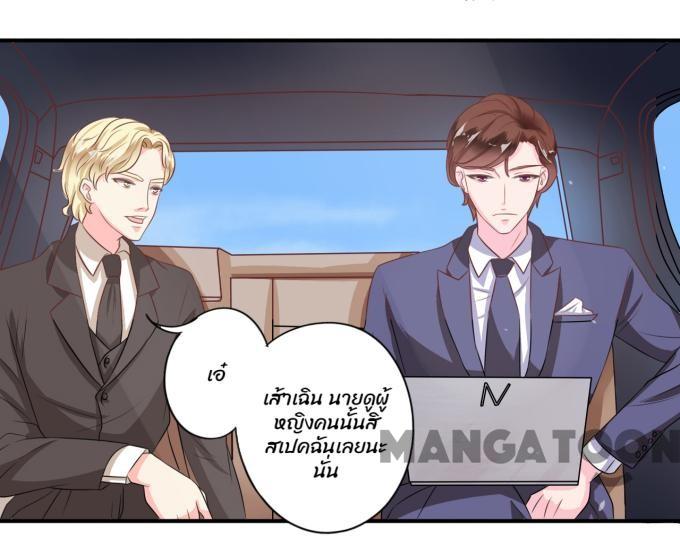 เอ๋
เส้าเฉิน นายดูผู้
หญิงคนนั้นสิ
สเปคฉันเลยนะ
นั่น
N
MANGATOON